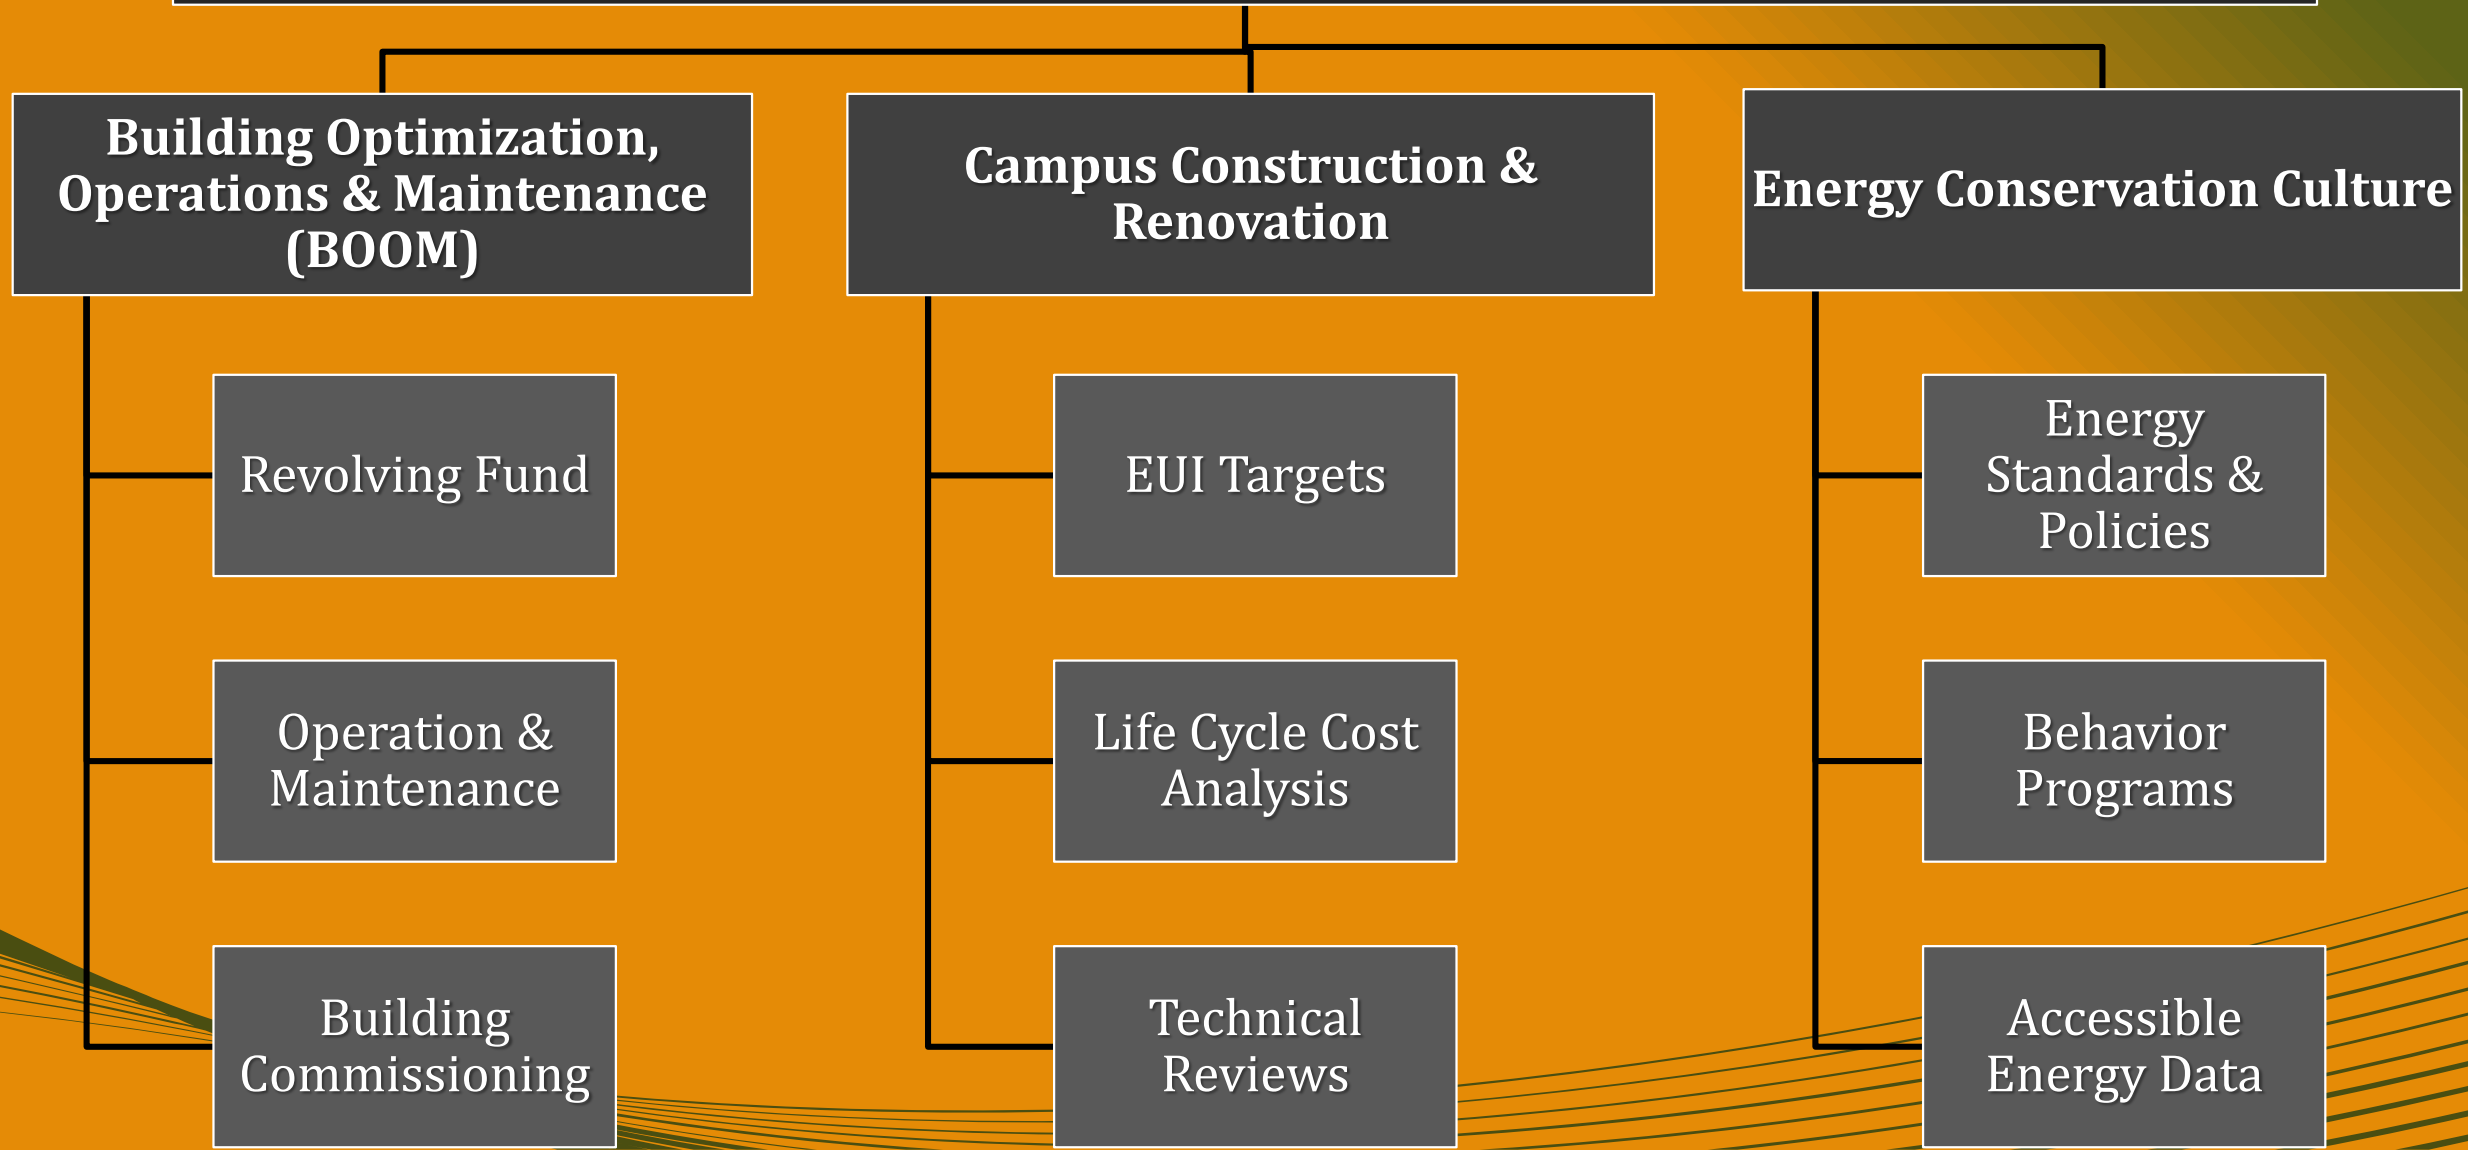 Building Optimization,
Operations & Maintenance
(BOOM)
Campus Construction &
Renovation
Energy Conservation Culture
Revolving Fund
EUI Targets
Energy
Standards &
Policies
Operation &
Maintenance
Life Cycle Cost
Analysis
Behavior
Programs
Building
Commissioning
Technical
Reviews
Accessible
Energy Data